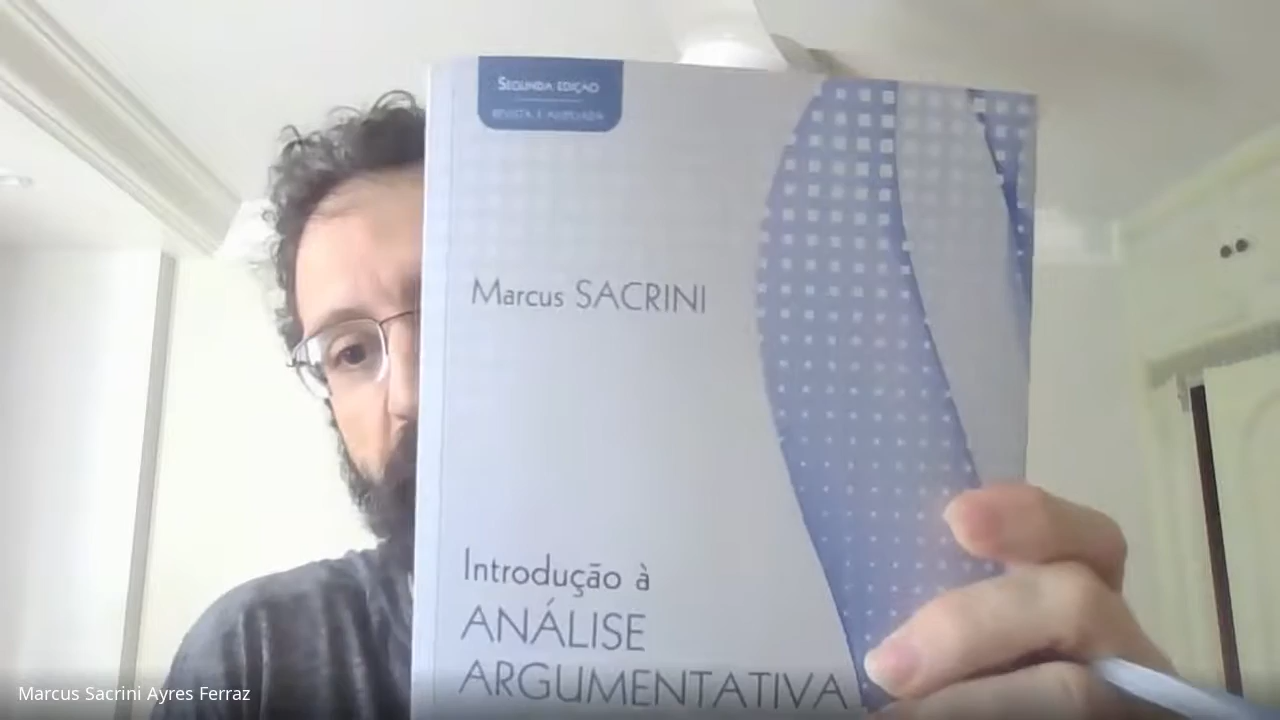 SEGUNDA EDIÇÃO
REVISTA E AMPLIADA
Marcus SACRINI
Introdução à
ANÁLISE
ARGUMENTATIVA
Marcus Sacrini Ayres Ferraz